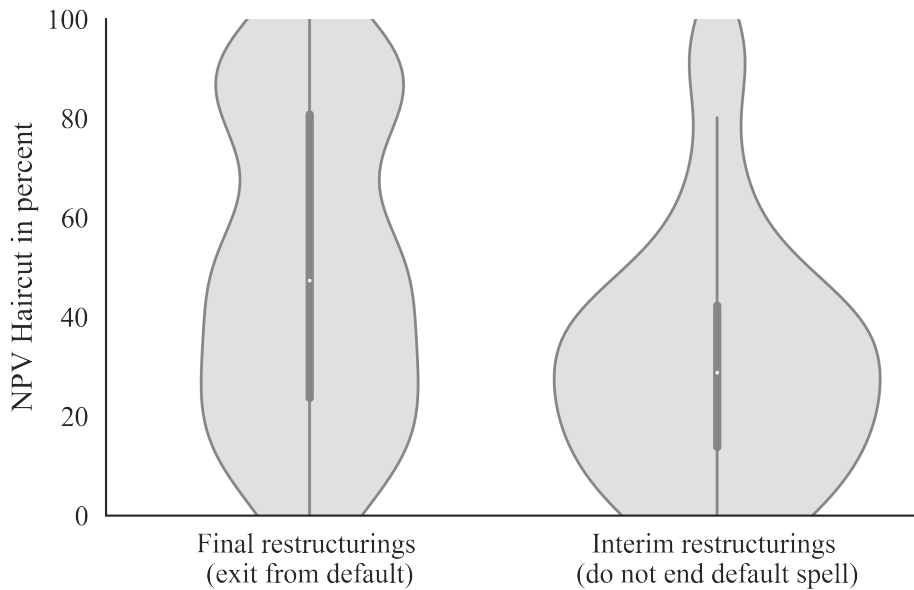 NPV Haircut in percent
100
80
60
40
20
0
Final restructurings
(exit from default)
Interim restructurings
(do not end default spell)